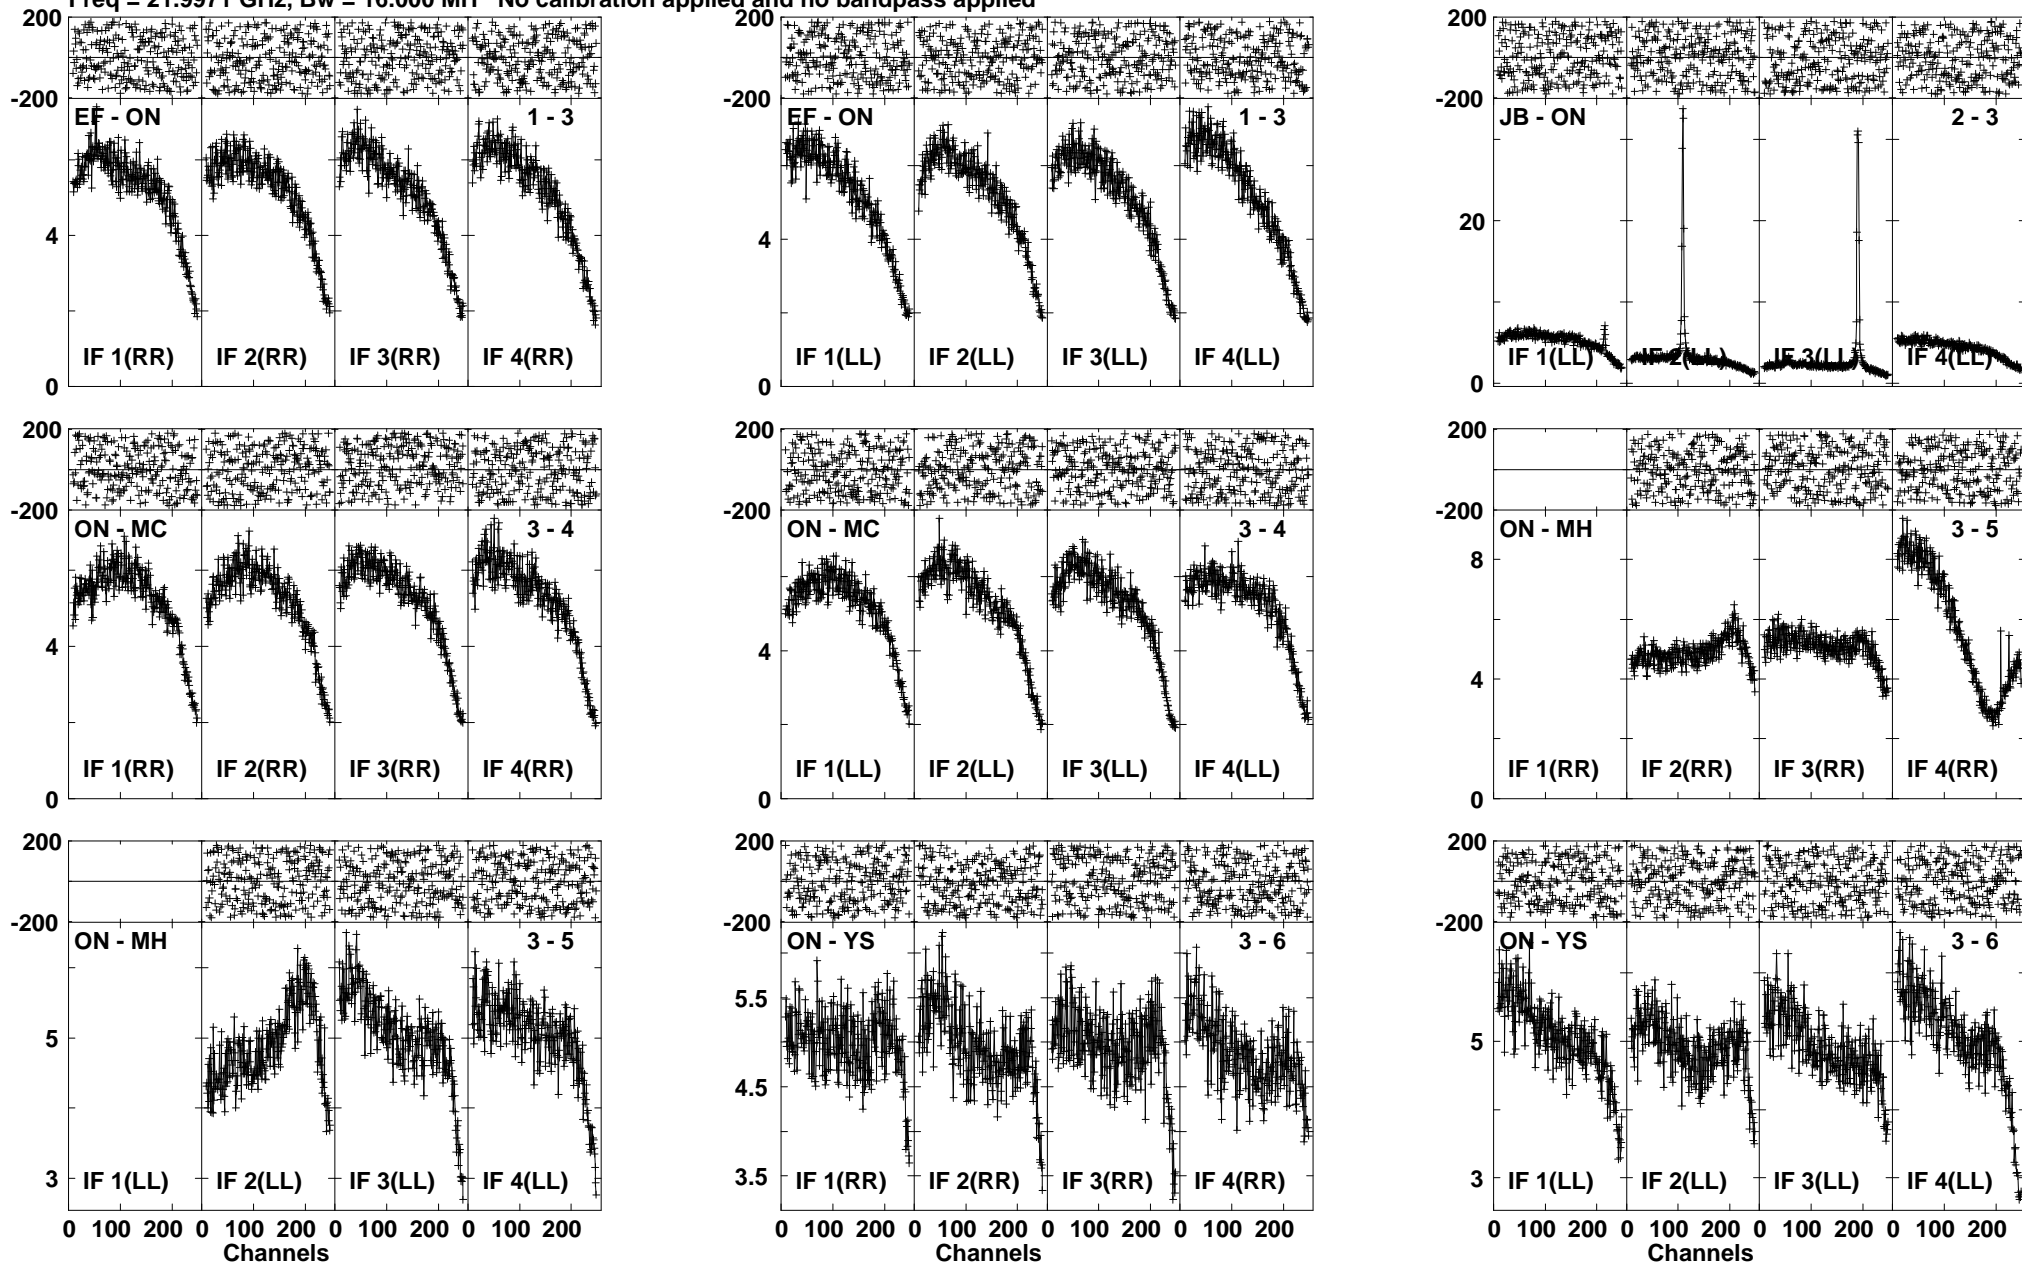 Freq = 21.9971 GHz, Bw = 16.000 MH No calibration applied and no bandpass applied
200 200 200
-200 -200 -200
EF - ON 1 - 3 EF - ON 1 - 3 JB - ON 2 - 3
20
4 4
IF 1(RR) IF 2(RR) IF 3(RR) IF 4(RR) IF 1(LL) IF 2(LL) IF 3(LL) IF 4(LL) IF 1(LL) IF 2(LL) IF 3(LL) IF 4(LL)
0 0 0
200 200 200
-200 -200 -200
ON - MC 3 - 4 ON - MC 3 - 4 ON - MH 3 - 5
8
4 4 4
IF 1(RR) IF 2(RR) IF 3(RR) IF 4(RR) IF 1(LL) IF 2(LL) IF 3(LL) IF 4(LL) IF 1(RR) IF 2(RR) IF 3(RR) IF 4(RR)
0 0 0
200 200 200
-200 -200 -200
ON - MH 3 - 5 ON - YS 3 - 6 ON - YS 3 - 6
5.5
5 5
4.5
3 3.5 3
IF 1(LL) IF 2(LL) IF 3(LL) IF 4(LL) IF 1(RR) IF 2(RR) IF 3(RR) IF 4(RR) IF 1(LL) IF 2(LL) IF 3(LL) IF 4(LL)
0 100 200 0 100 200 0 100 200 0 100 200 0 100 200 0 100 200 0 100 200 0 100 200 0 100 200 0 100 200 0 100 200 0 100 200
Channels Channels Channels